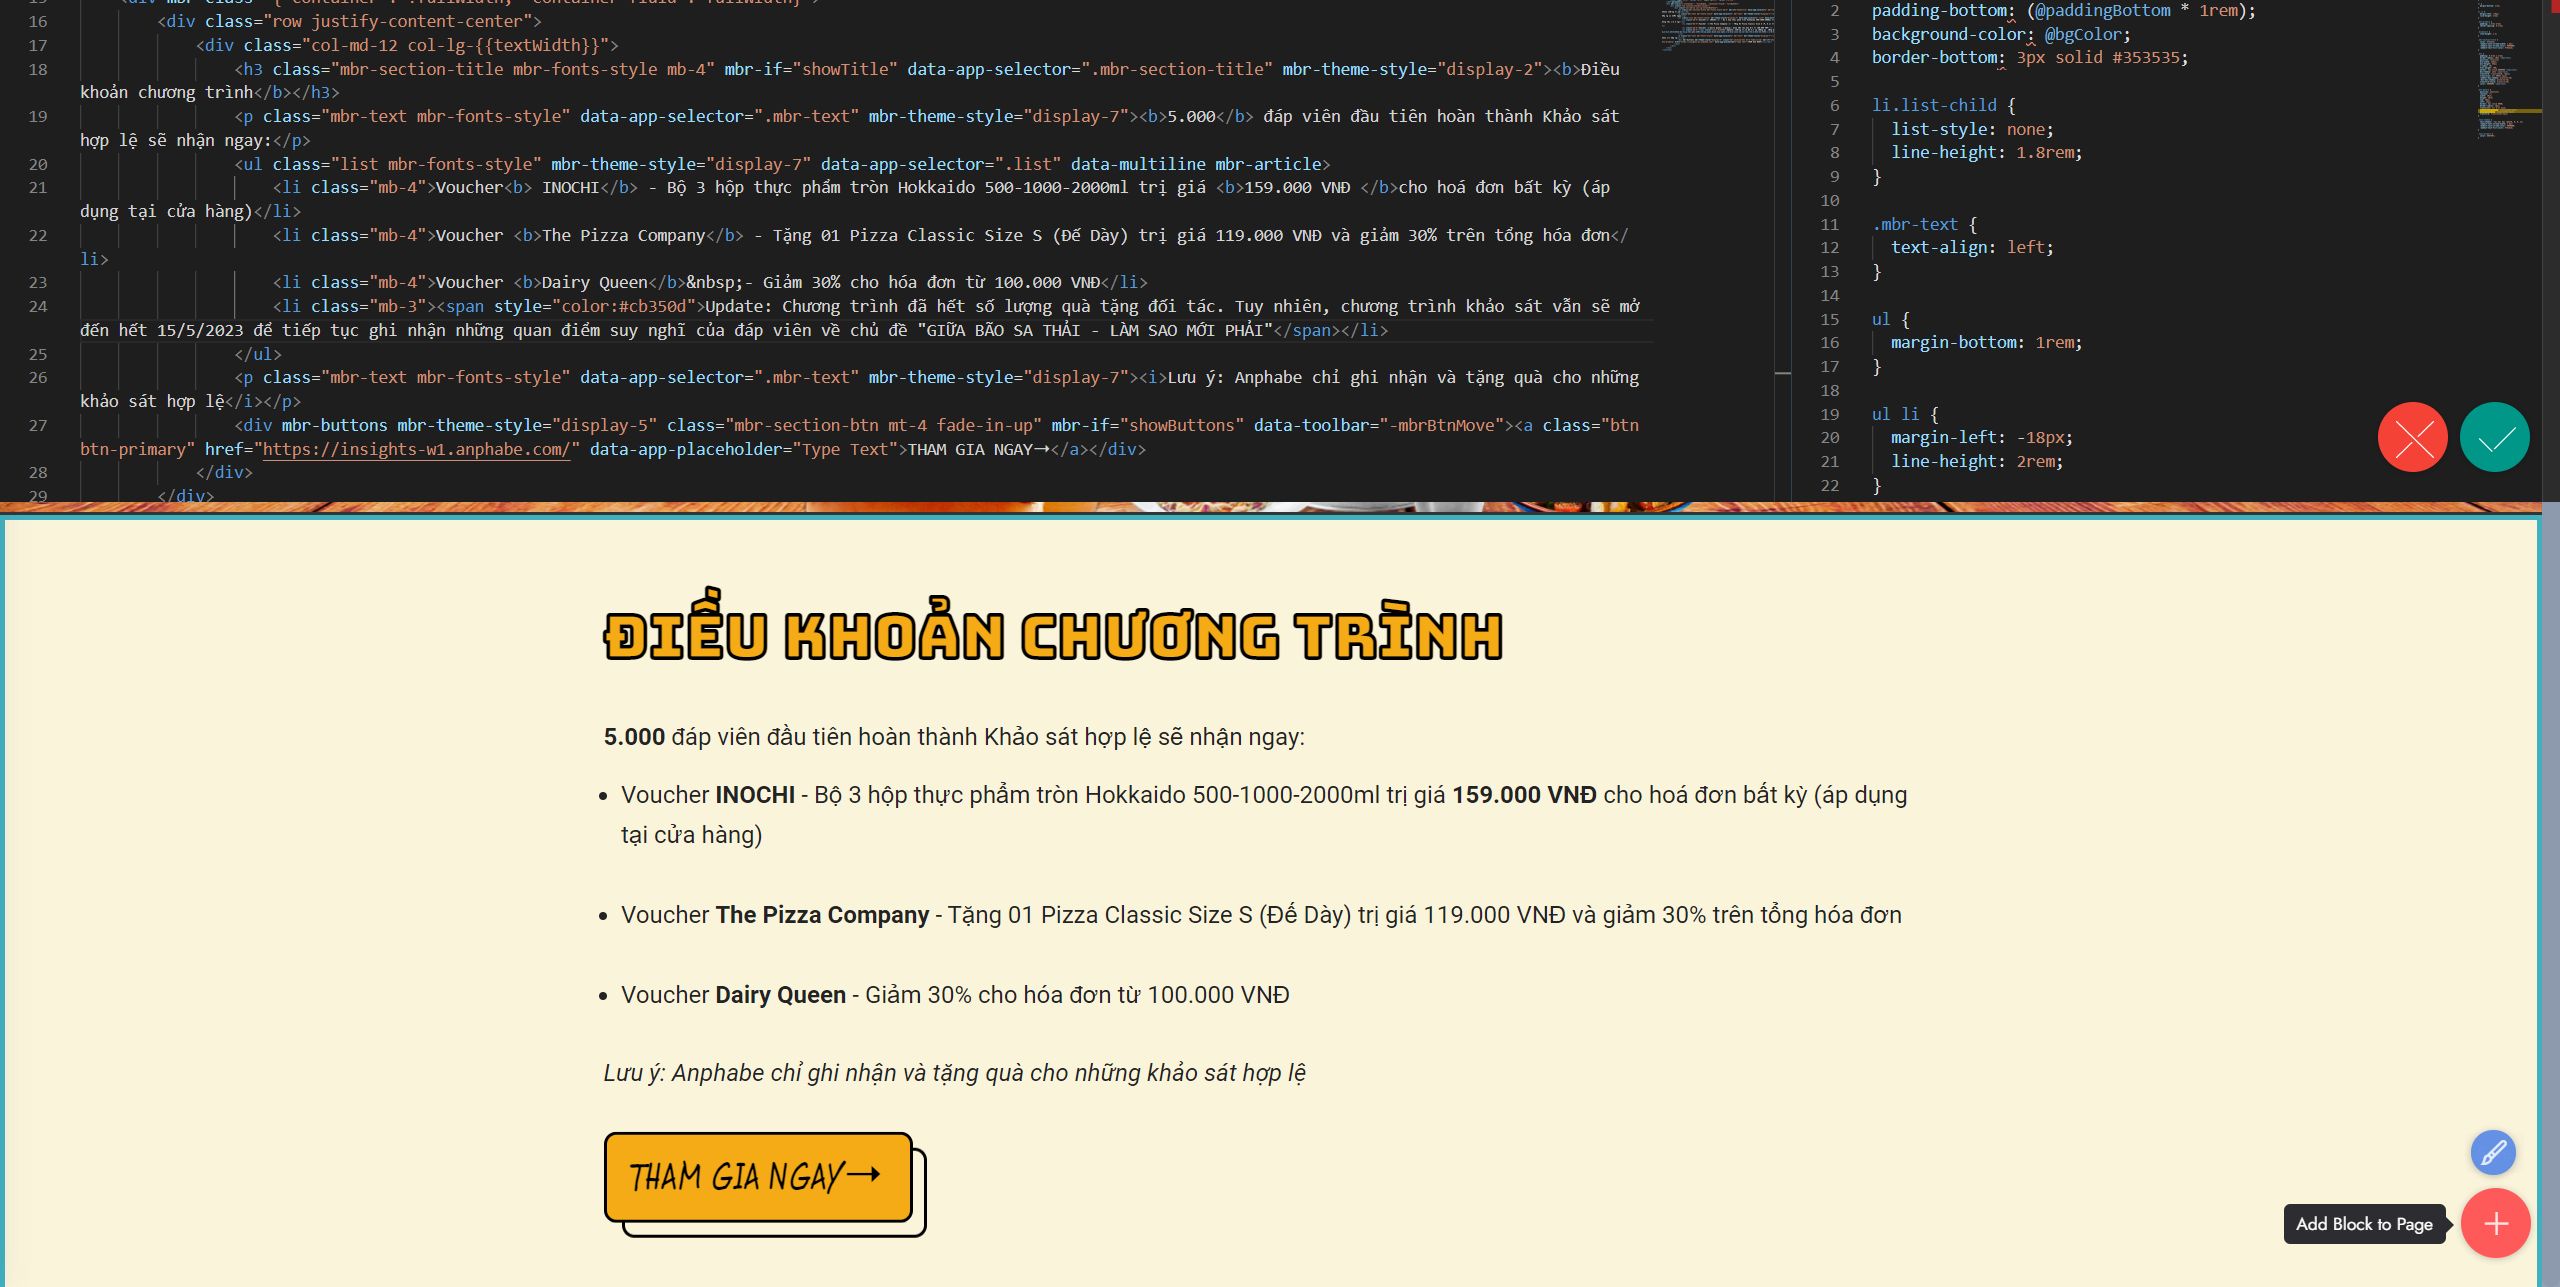 16 <div class="row justify-content-center">
17 <div class="col-md-12 col-lg-{{textWidth}}">
18 <h3 class="mbr-section-title mbr-fonts-style mb-4" mbr-if="showTitle" data-app-selector=".mbr-section-title" mbr-theme-style="display-2"><b>Điều
khoản chương trình</b></h3>
19 <p class="mbr-text mbr-fonts-style" data-app-selector=".mbr-text" mbr-theme-style="display-7"><b>5.000</b> đáp viên đầu tiên hoàn thành Khảo sát
hợp lệ sẽ nhận ngay:</p>
20 <ul class="list mbr-fonts-style" mbr-theme-style="display-7" data-app-selector=".list" data-multiline mbr-article>
21 <li class="mb-4">Voucher<b> INOCHI</b> - Bộ 3 hộp thực phẩm tròn Hokkaido 500-1000-2000ml trị giá <b>159.000 VNĐ </b>cho hoá đơn bất kỳ (áp
dụng tại cửa hàng)</li>
22 <li class="mb-4">Voucher <b>The Pizza Company</b> - Tặng 01 Pizza Classic Size S (Đế Dày) trị giá 119.000 VNĐ và giảm 30% trên tổng hóa đơn</
li>
23 <li class="mb-4">Voucher <b>Dairy Queen</b>&nbsp;- Giảm 30% cho hóa đơn từ 100.000 VNĐ</li>
24 <li class="mb-3"><span style="color:#cb350d">Update: Chương trình đã hết số lượng quà tặng đối tác. Tuy nhiên, chương trình khảo sát vẫn sẽ mở
đến hết 15/5/2023 để tiếp tục ghi nhận những quan điểm suy nghĩ của đáp viên về chủ đề "GIỮA BÃO SA THẢI - LÀM SAO MỚI PHẢI"</span></li>
25 </ul>
26 <p class="mbr-text mbr-fonts-style" data-app-selector=".mbr-text" mbr-theme-style="display-7"><i>Lưu ý: Anphabe chỉ ghi nhận và tặng quà cho những
khảo sát hợp lệ</i></p>
27 <div mbr-buttons mbr-theme-style="display-5" class="mbr-section-btn mt-4 fade-in-up" mbr-if="showButtons" data-toolbar="-mbrBtnMove"><a class="btn
btn-primary" href="https://insights-w1.anphabe.com/" data-app-placeholder="Type Text">THAM GIA NGAY→</a></div>
28 </div>
29 </div>
2 padding-bottom: (@paddingBottom * 1rem);
3 background-color: @bgColor;
4 border-bottom: 3px solid #353535;
5
6 li.list-child {
7 list-style: none;
8 line-height: 1.8rem;
9 }
10
11 .mbr-text {
12 text-align: left;
13 }
14
15 ul {
16 margin-bottom: 1rem;
17 }
18
19 ul li {
20 margin-left: -18px;
21 line-height: 2rem;
22 }
ĐIỀU KHOẢN CHƯƠNG TRÌNH
5.000 đáp viên đầu tiên hoàn thành Khảo sát hợp lệ sẽ nhận ngay:
• Voucher INOCHI - Bộ 3 hộp thực phẩm tròn Hokkaido 500-1000-2000ml trị giá 159.000 VNĐ cho hoá đơn bất kỳ (áp dụng
tại cửa hàng)
• Voucher The Pizza Company - Tặng 01 Pizza Classic Size S (Đế Dày) trị giá 119.000 VNĐ và giảm 30% trên tổng hóa đơn
• Voucher Dairy Queen - Giảm 30% cho hóa đơn từ 100.000 VNĐ
Lưu ý: Anphabe chỉ ghi nhận và tặng quà cho những khảo sát hợp lệ
THAM GIA NGAY→
Add Block to Page